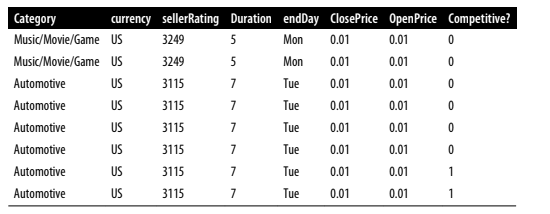 Category currency sellerRating Duration endDay ClosePrice OpenPrice Competitive?
Music/Movie/Game US 3249 5 Mon 0.01 0.01 0
Music/Movie/Game US 3249 5 Mon 0.01 0.01 0
Automotive US 3115 7 Tue 0.01 0.01 0
Automotive US 3115 7 Tue 0.01 0.01 0
Automotive US 3115 7 Tue 0.01 0.01 0
Automotive US 3115 7 Tue 0.01 0.01 0
Automotive US 3115 7 Tue 0.01 0.01 1
Automotive US 3115 7 Tue 0.01 0.01 1